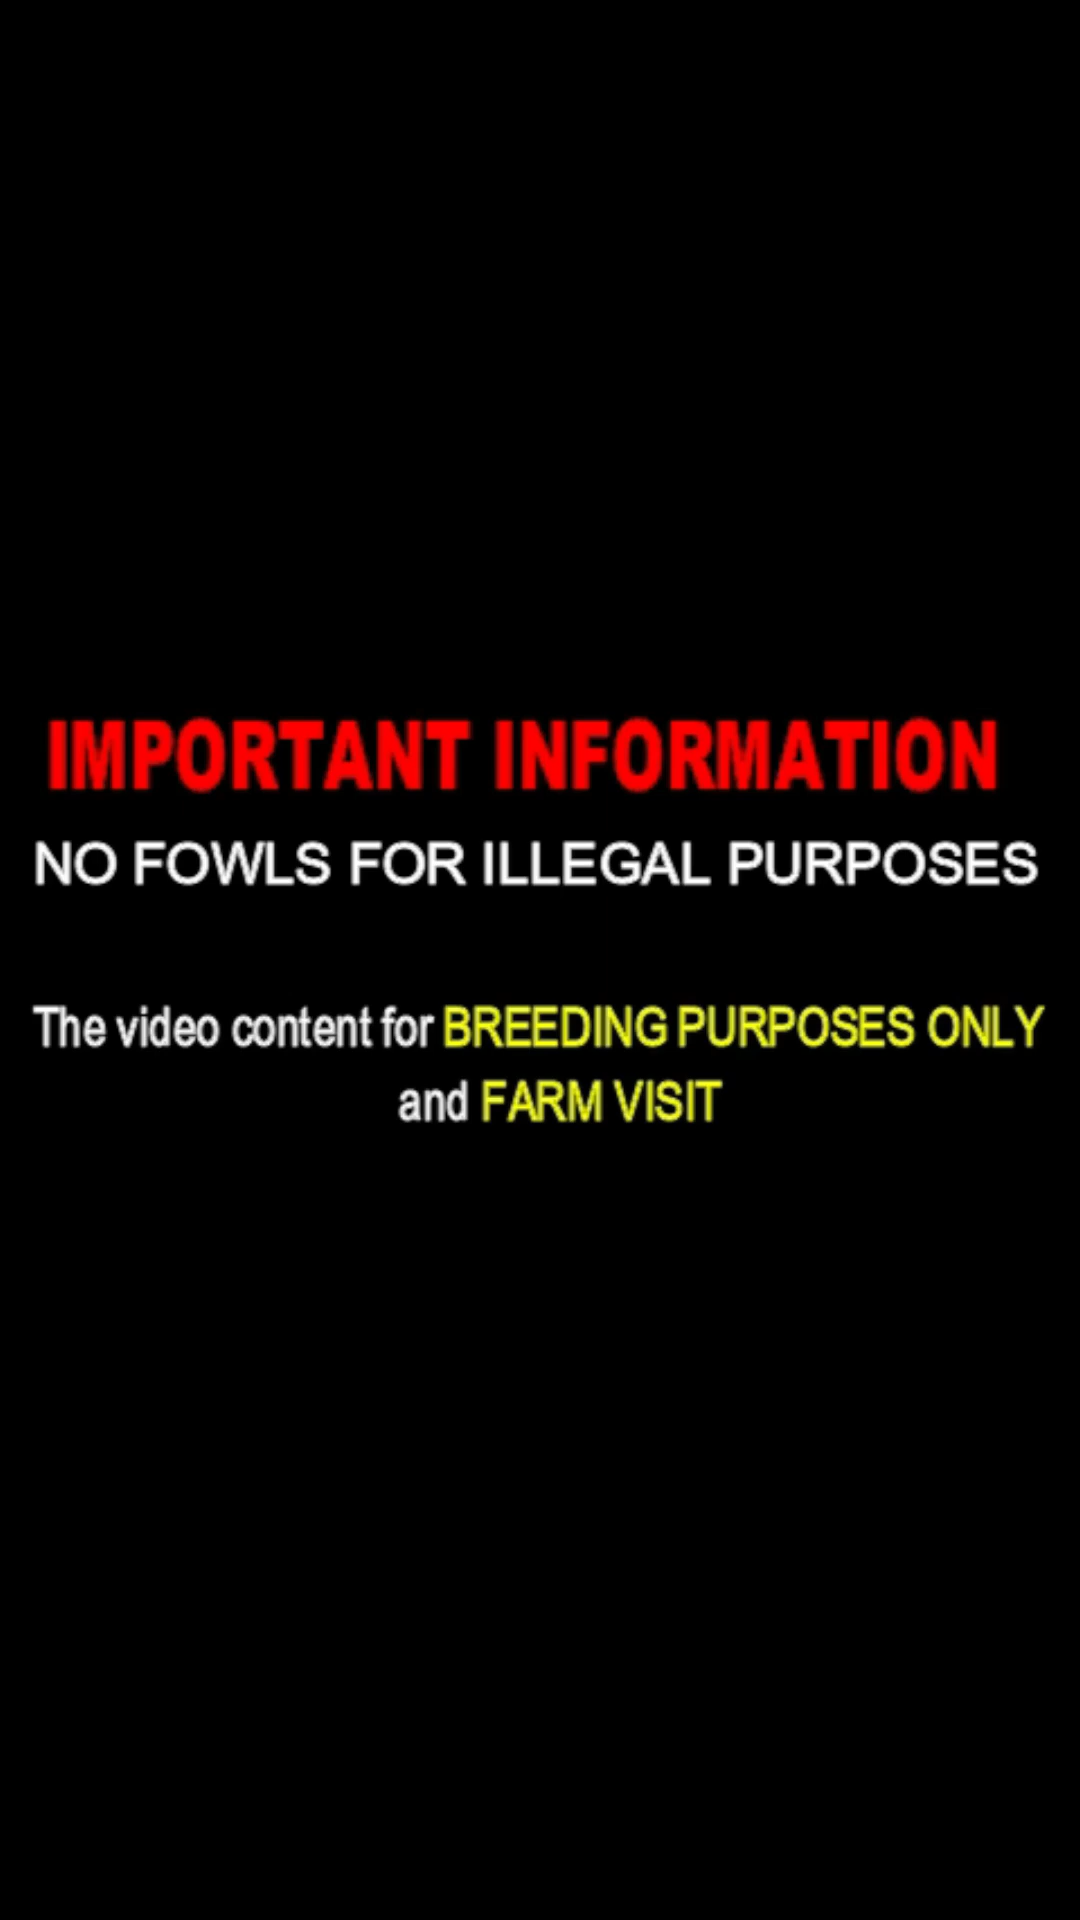 IMPORTANT INFORMATION
NO FOWLS FOR ILLEGAL PURPOSES
The video content for BREEDING PURPOSES ONLY
and FARM VISIT